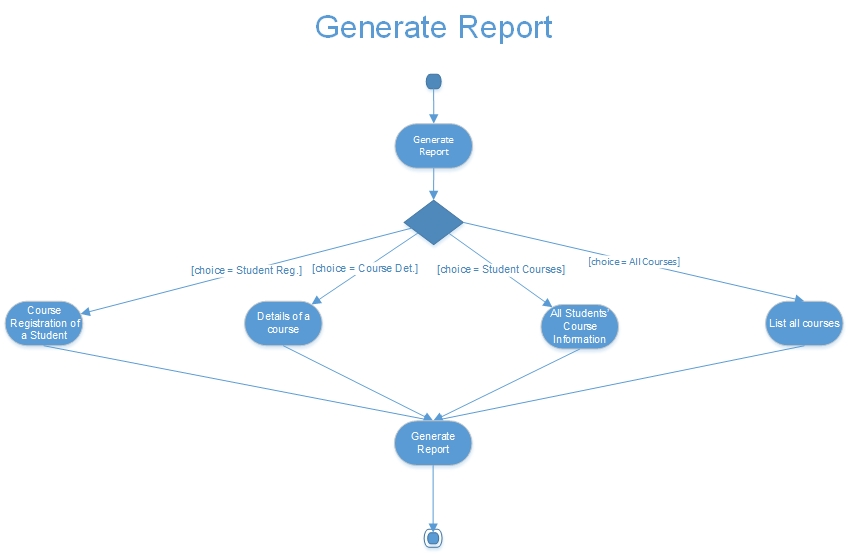 Generate Report
Generate
Report
[choice = Student Reg.]
[choice = Course Det.]
[choice = Student Courses]
[choice = All Courses]
Course
Registration of
a Student
Details of a
course
All Students'
Course
Information
List all courses
Generate
Report